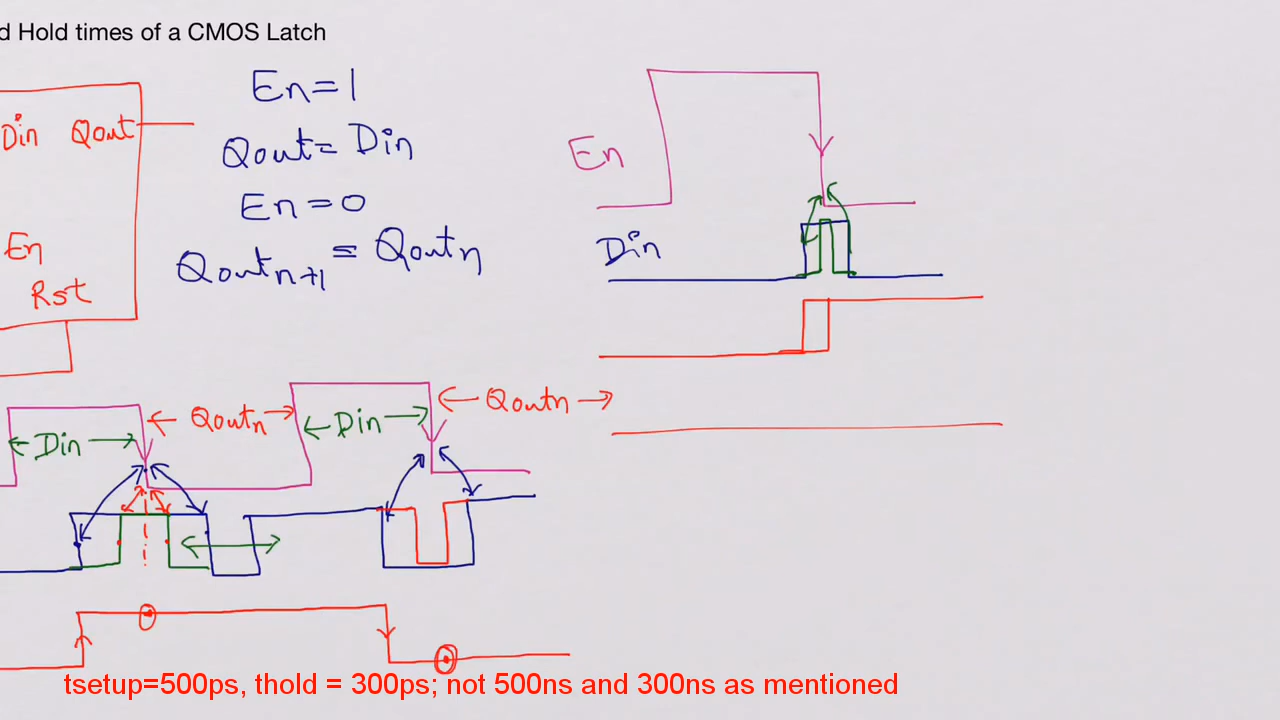 d Hold times of a CMOS Latch
En=1
Din Qout
Qout= Din
En
En=0
En
Qoutn+1 = Qoutn
Din
Rst
Qoutn
Qoutn
Din
Din
tsetup=500ps, thold = 300ps; not 500ns and 300ns as mentioned